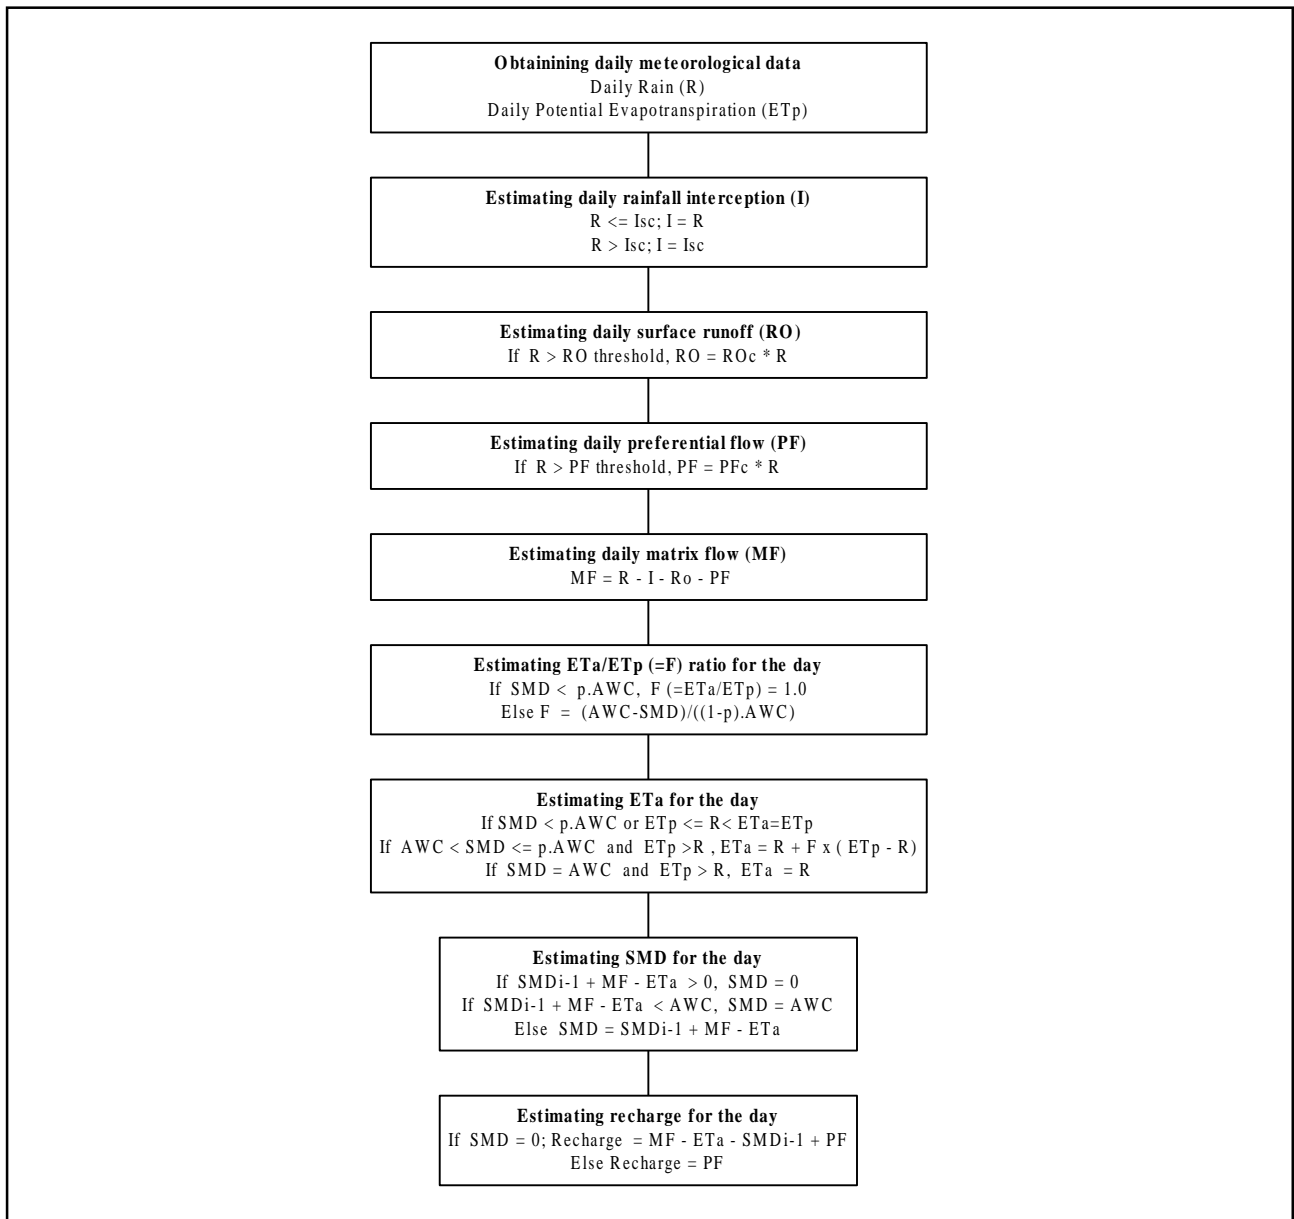 Obtainining daily meteorological data
Daily Rain (R)
Daily Potential Evapotranspiration (ETp)
Estimating daily rainfall interception (I)
R <= Isc; I = R
R > Isc; I = Isc
Estimating daily surface runoff (RO)
If R > RO threshold, RO = ROc * R
Estimating daily preferential flow (PF)
If R > PF threshold, PF = PFc * R
Estimating daily matrix flow (MF)
MF = R - I - Ro - PF
Estimating ETa/ETp (=F) ratio for the day
If SMD < p.AWC, F (=ETa/ETp) = 1.0
Else F = (AWC-SMD)/((1-p).AWC)
Estimating ETa for the day
If SMD < p.AWC or ETp <= R< ETa=ETp
If AWC < SMD <= p.AWC and ETp >R , ETa = R + F x ( ETp - R)
If SMD = AWC and ETp > R, ETa = R
Estimating SMD for the day
If SMDi-1 + MF - ETa > 0, SMD = 0
If SMDi-1 + MF - ETa < AWC, SMD = AWC
Else SMD = SMDi-1 + MF - ETa
Estimating recharge for the day
If SMD = 0; Recharge = MF - ETa - SMDi-1 + PF
Else Recharge = PF